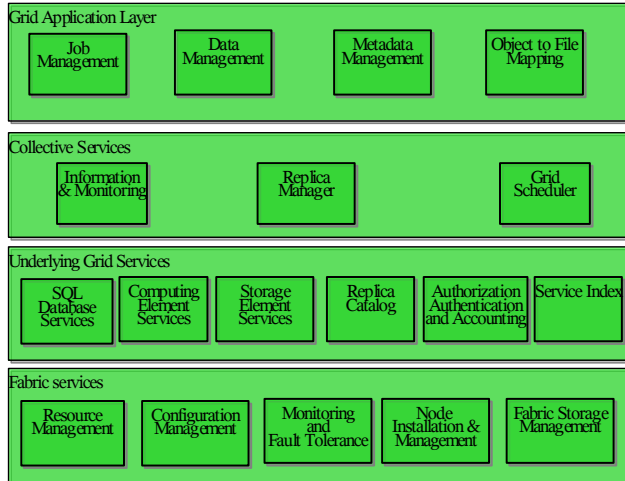 Grid Application Layer
Job
Management
Data
Management
Metadata
Management
Object to File
Mapping
Collective Services
Information
& Monitoring
Replica
Manager
Grid
Scheduler
Underlying Grid Services
SQL
Database
Services
Computing
Element
Services
Storage
Element
Services
Replica
Catalog
Authorization
Authentication
and Accounting
Service Index
Fabric services
Resource
Management
Configuration
Management
Monitoring
and
Fault Tolerance
Node
Installation &
Management
Fabric Storage
Management